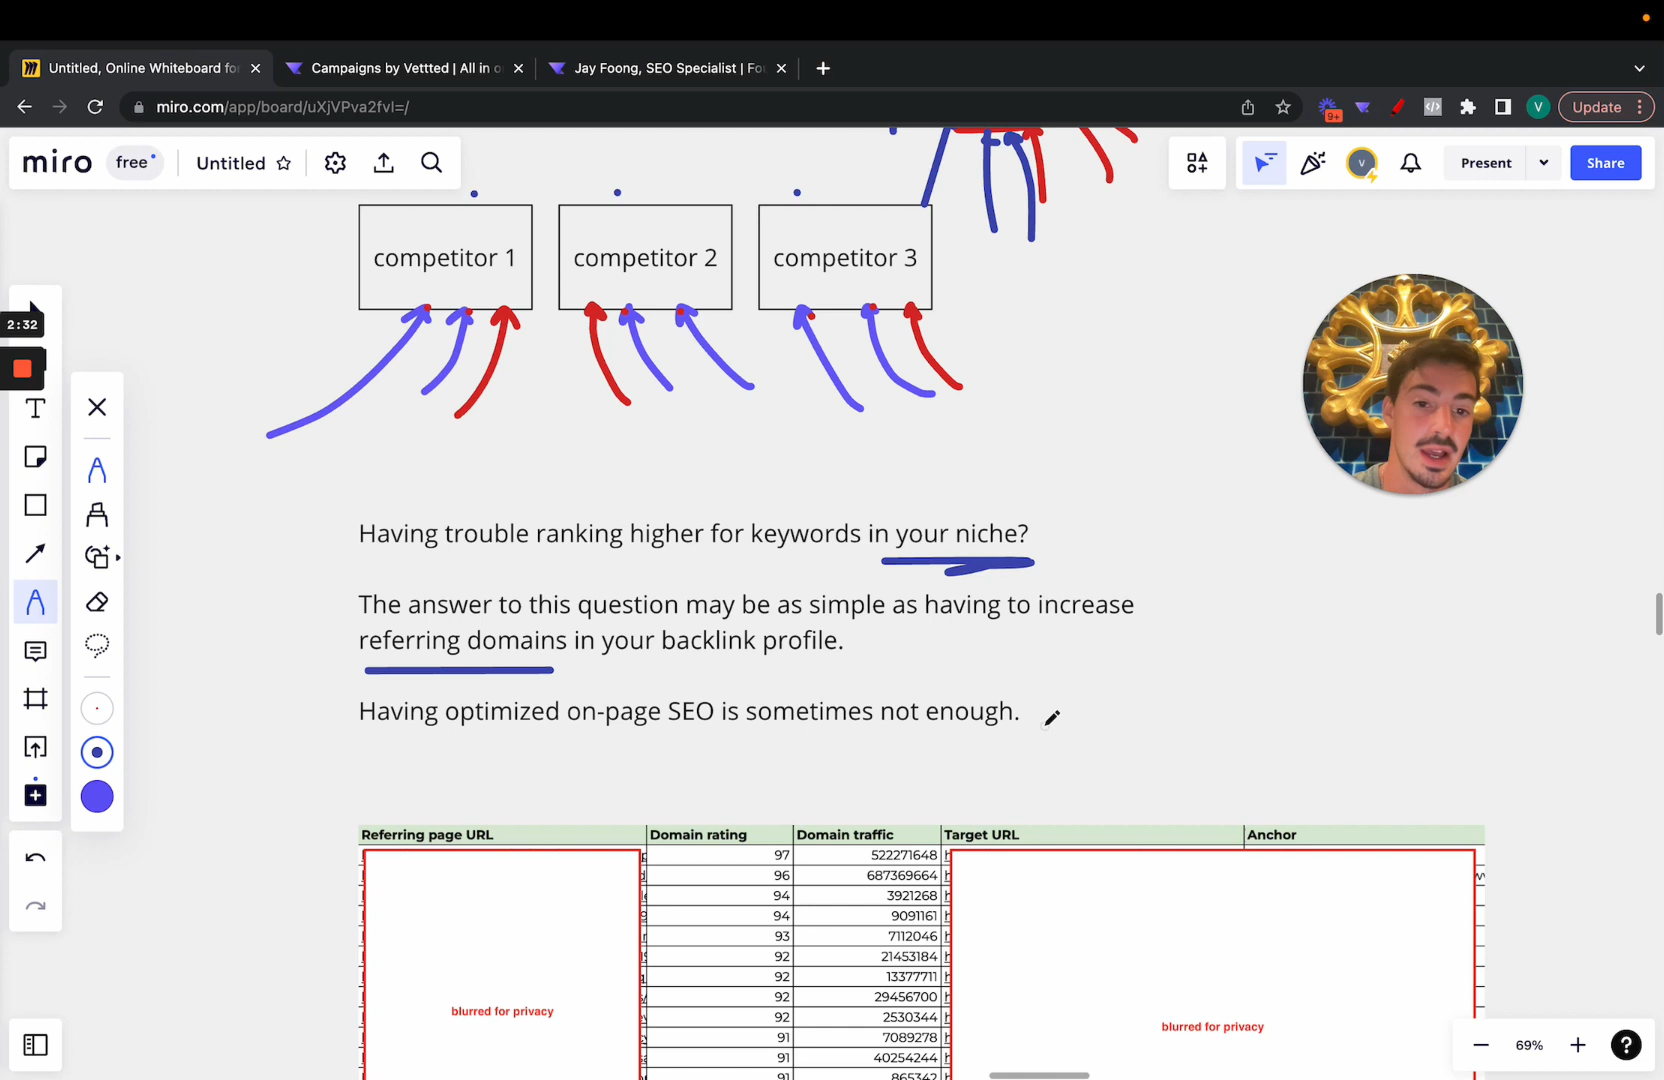 Untitled, Online Whiteboard for
Campaigns by Vettted | All in o
Jay Foong, SEO Specialist | Fo
miro.com/app/board/uXjVPva2fvI=/
9+
V
Update
miro
free
Untitled
V
Present
Share
competitor 1
competitor 2
competitor 3
2:32
T
Having trouble ranking higher for keywords in your niche?
The answer to this question may be as simple as having to increase
referring domains in your backlink profile.
Having optimized on-page SEO is sometimes not enough.
Referring page URL Domain rating Domain traffic Target URL Anchor
97 522271648
96 687369664
94 3921268
94 9091161
93 7112046
92 21453184
92 13377711
92 29456700
92 2530344
91 7089278
91 40254244
91 865342
blurred for privacy
blurred for privacy
69%
?